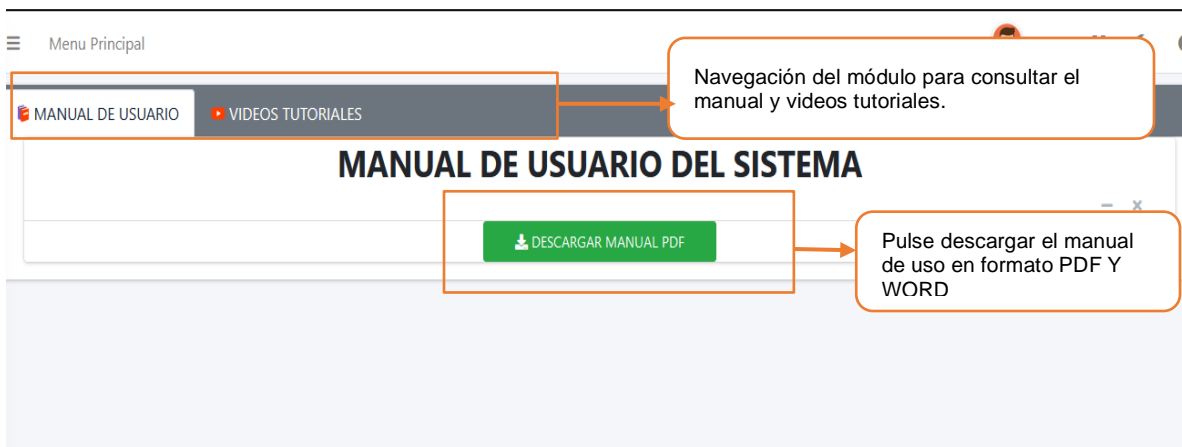 Menu Principal
Navegación del módulo para consultar el
manual y videos tutoriales.
MANUAL DE USUARIO
VIDEOS TUTORIALES
MANUAL DE USUARIO DEL SISTEMA
DESCARGAR MANUAL PDF
Pulse descargar el manual
de uso en formato PDF Y
WORD